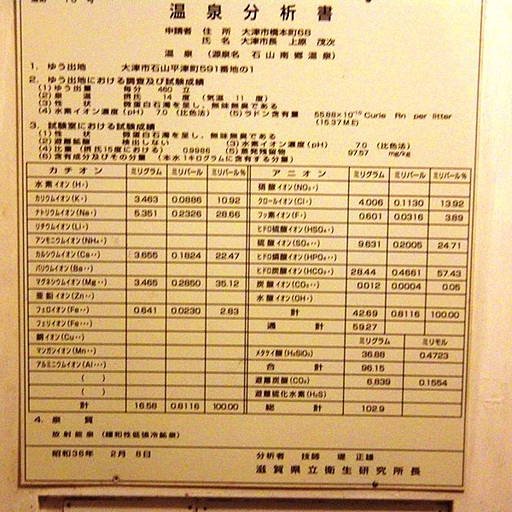 温泉分析書
申請者 住所 大津市橋本町68
氏名 大津市長 上原 茂次
温泉 (源泉名 石山南郷温泉)
1. ゆう出地 大津市石山平津町591番地の1
2. ゆう出地における調査及び試験成績
(1)ゆう出量 毎分 460 立
(2)泉温 摂氏 14 度 (気温 11 度)
(3)性状 微蛋白石濁を呈し、無味無臭である
(4)水素イオン濃度 (pH) 7.0 (比色法) (5)ラドン含有量 55.88×10⁻¹⁰ Curie Rn per litter
(15.37 M.E)
3. 試験室における試験成績
(1)性状 微蛋白石濁を呈し、無味無臭である
(2)遊離鉱酸 検出しない (3)水素イオン濃度(pH) 7.0 (比色法)
(4)比重 (摂氏15度における) 0.9986 (5)蒸発残留物 97.57 mg/kg
(6)含有成分及びその分量 (本水1キログラムに含有する分量)
カチオン ミリグラム ミリバール ミリバール% アニオン ミリグラム ミリバール ミリバール%
水素イオン(H·) 硝酸イオン(NO₃')
カリウムイオン(K·) 3.463 0.0886 10.92 クロールイオン(Cl') 4.006 0.1130 13.92
ナトリウムイオン(Na·) 5.351 0.2326 28.66 フッ素イオン(F') 0.601 0.0316 3.89
リチウムイオン(Li·) ヒドロ硫酸イオン(HSO₄')
アンモニウムイオン(NH₄·) 硫酸イオン(SO₄'') 9.631 0.2005 24.71
カルシウムイオン(Ca··) 3.655 0.1824 22.47 ヒドロ燐酸イオン(HPO₄'')
バリウムイオン(Ba··) ヒドロ炭酸イオン(HCO₃') 28.44 0.4661 57.43
マグネシウムイオン(Mg··) 3.465 0.2850 35.12 炭酸イオン(CO₃'') 0.012 0.0004 0.05
亜鉛イオン(Zn··) 水酸イオン(OH')
フェロイオン(Fe··) 0.641 0.0230 2.83 計 42.69 0.8116 100.00
フェリイオン(Fe···) 通計 59.27
銅イオン(Cu··) ミリグラム ミリモル
マンガンイオン(Mn··) メタケイ酸(H₂SiO₃) 36.88 0.4723
アルミニウムイオン(Al···) 合計 96.15
( ) 遊離炭酸(CO₂) 6.839 0.1554
( ) 遊離硫化水素(H₂S)
計 16.58 0.8116 100.00 総計 102.9
4. 泉質
放射能泉 (緩和性低張冷鉱泉)
昭和36年 2月 8日 分析者 技師 堤 正雄
滋賀県立衛生研究所長